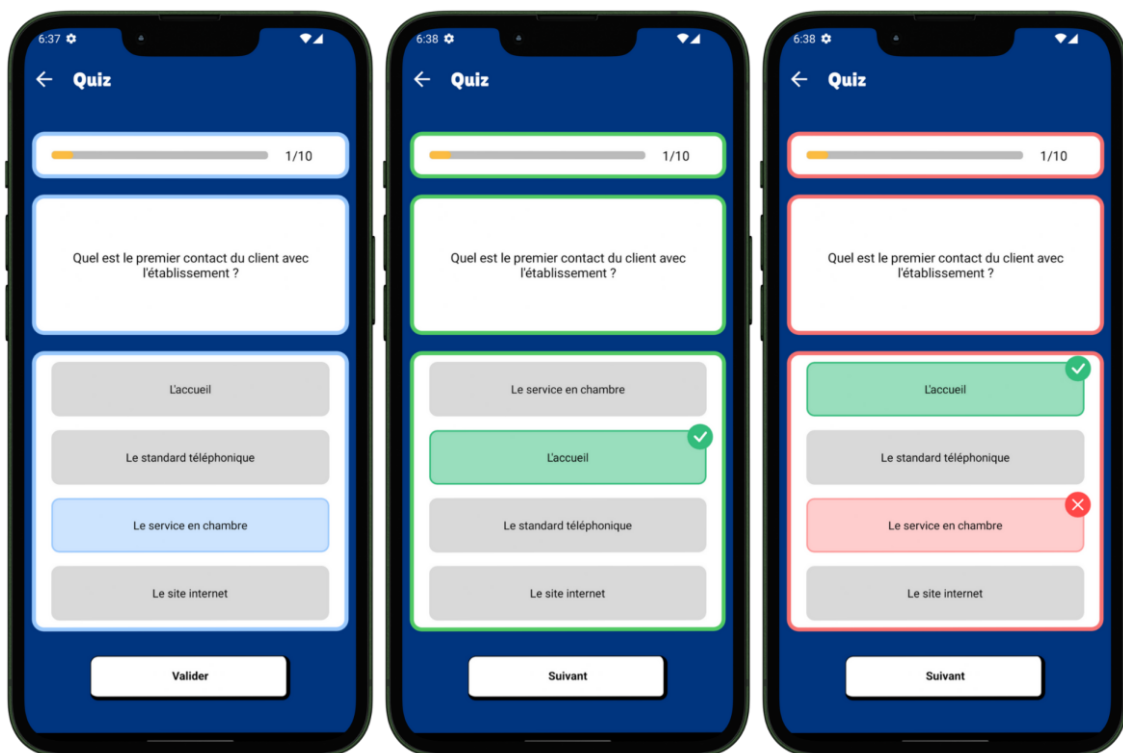 6:37
Quiz
1/10
Quel est le premier contact du client avec
l'établissement ?
L'accueil
Le standard téléphonique
Le service en chambre
Le site internet
Valider
6:38
Quiz
1/10
Quel est le premier contact du client avec
l'établissement ?
Le service en chambre
L'accueil
Le standard téléphonique
Le site internet
Suivant
6:38
Quiz
1/10
Quel est le premier contact du client avec
l'établissement ?
L'accueil
Le standard téléphonique
Le service en chambre
Le site internet
Suivant